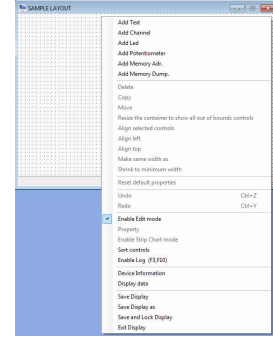 SAMPLE LAYOUT
Add Text
Add Channel
Add Led
Add Potentiometer
Add Memory Adr.
Add Memory Dump.
Delete
Copy
Move
Resize the container to show all out of bounds controls
Align selected controls
Align left
Align top
Make same width as
Shrink to minimum width
Reset default properties
Undo Ctrl+Z
Redo Ctrl+Y
Enable Edit mode
Property
Enable Strip Chart mode
Sort controls
Enable Log (F3,F10)
Device Information
Display data
Save Display
Save Display as
Save and Lock Display
Exit Display